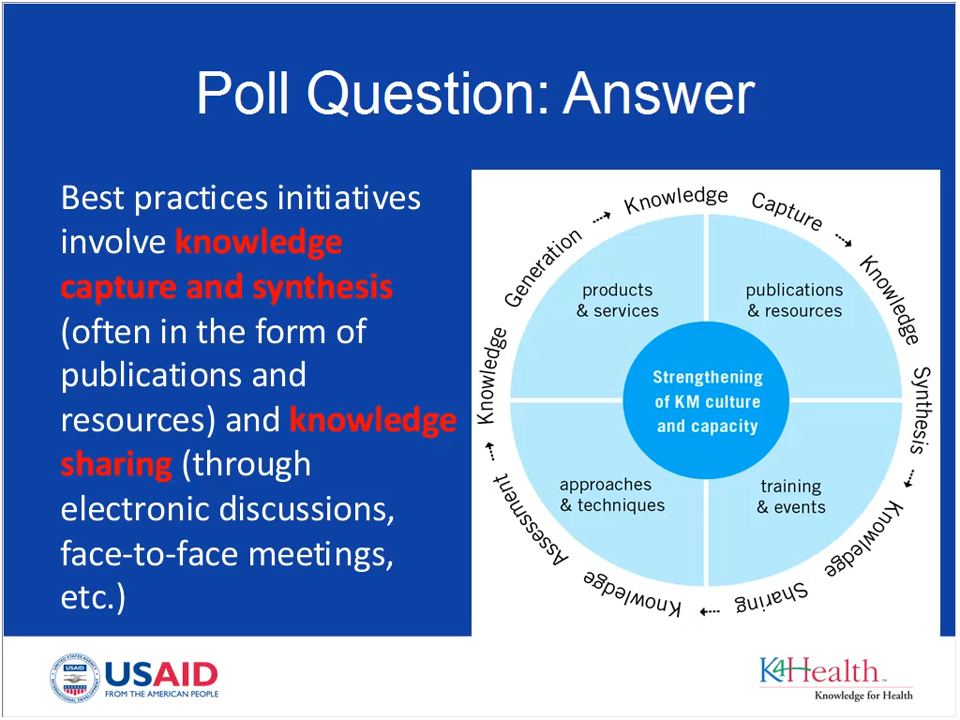 Poll Question: Answer
Best practices initiatives
involve knowledge
capture and synthesis
(often in the form of
publications and
resources) and knowledge
sharing (through
electronic discussions,
face-to-face meetings,
etc.)
Knowledge Generation
Knowledge Capture
Knowledge Synthesis
Knowledge Sharing
Knowledge Assessment
products
& services
publications
& resources
Strengthening
of KM culture
and capacity
approaches
& techniques
training
& events
USAID
USAID
FROM THE AMERICAN PEOPLE
K4Health™
Knowledge for Health